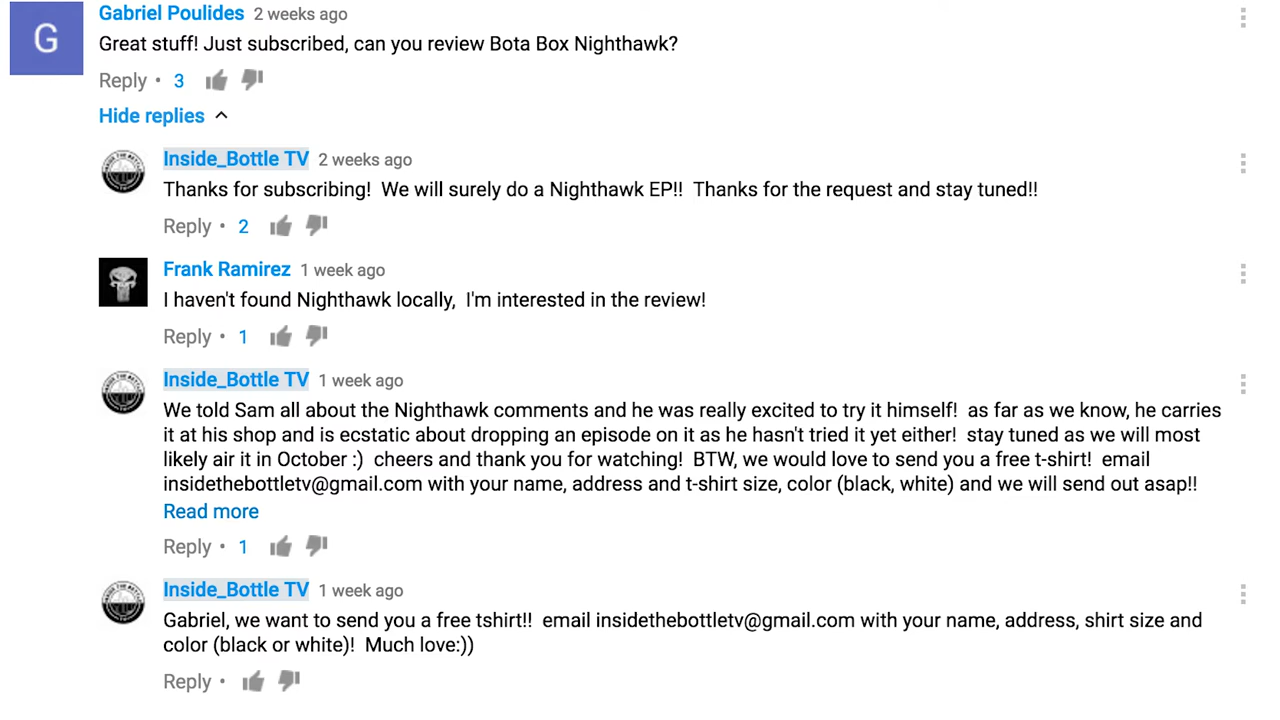 G
Gabriel Poulides 2 weeks ago
Great stuff! Just subscribed, can you review Bota Box Nighthawk?
Reply • 3
Hide replies
Inside_Bottle TV 2 weeks ago
Thanks for subscribing!  We will surely do a Nighthawk EP!!  Thanks for the request and stay tuned!!
Reply • 2
Frank Ramirez 1 week ago
I haven't found Nighthawk locally,  I'm interested in the review!
Reply • 1
Inside_Bottle TV 1 week ago
We told Sam all about the Nighthawk comments and he was really excited to try it himself!  as far as we know, he carries
it at his shop and is ecstatic about dropping an episode on it as he hasn't tried it yet either!  stay tuned as we will most
likely air it in October :)  cheers and thank you for watching!  BTW, we would love to send you a free t-shirt!  email
insidethebottletv@gmail.com with your name, address and t-shirt size, color (black, white) and we will send out asap!!
Read more
Reply • 1
Inside_Bottle TV 1 week ago
Gabriel, we want to send you a free tshirt!!  email insidethebottletv@gmail.com with your name, address, shirt size and
color (black or white)!  Much love:))
Reply •